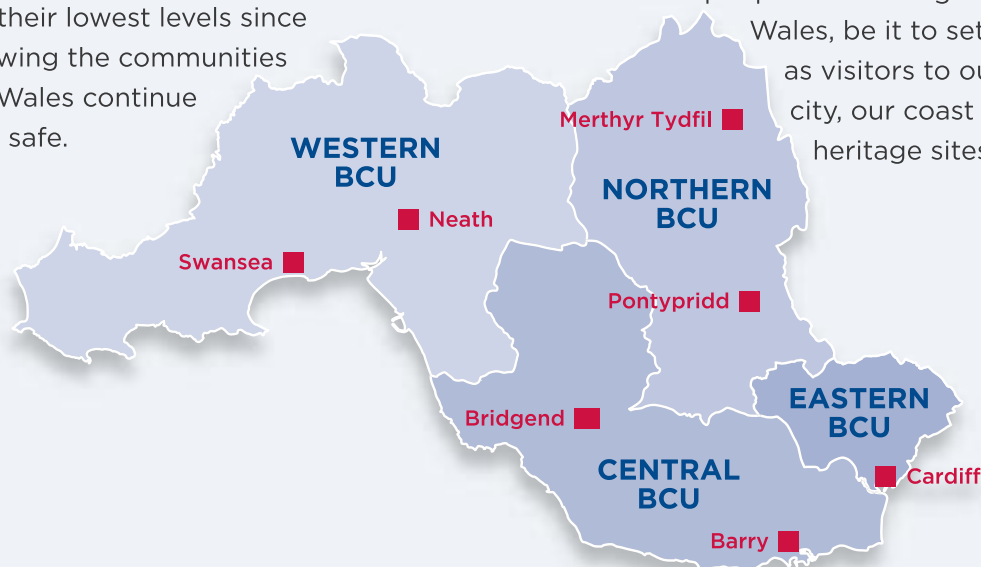 their lowest levels since
wing the communities
Wales continue
safe.
Wales, be it to set
as visitors to ou
city, our coast
heritage sites
WESTERN
BCU
Merthyr Tydfil
NORTHERN
BCU
Neath
Swansea
Pontypridd
EASTERN
BCU
Bridgend
CENTRAL
BCU
Cardiff
Barry